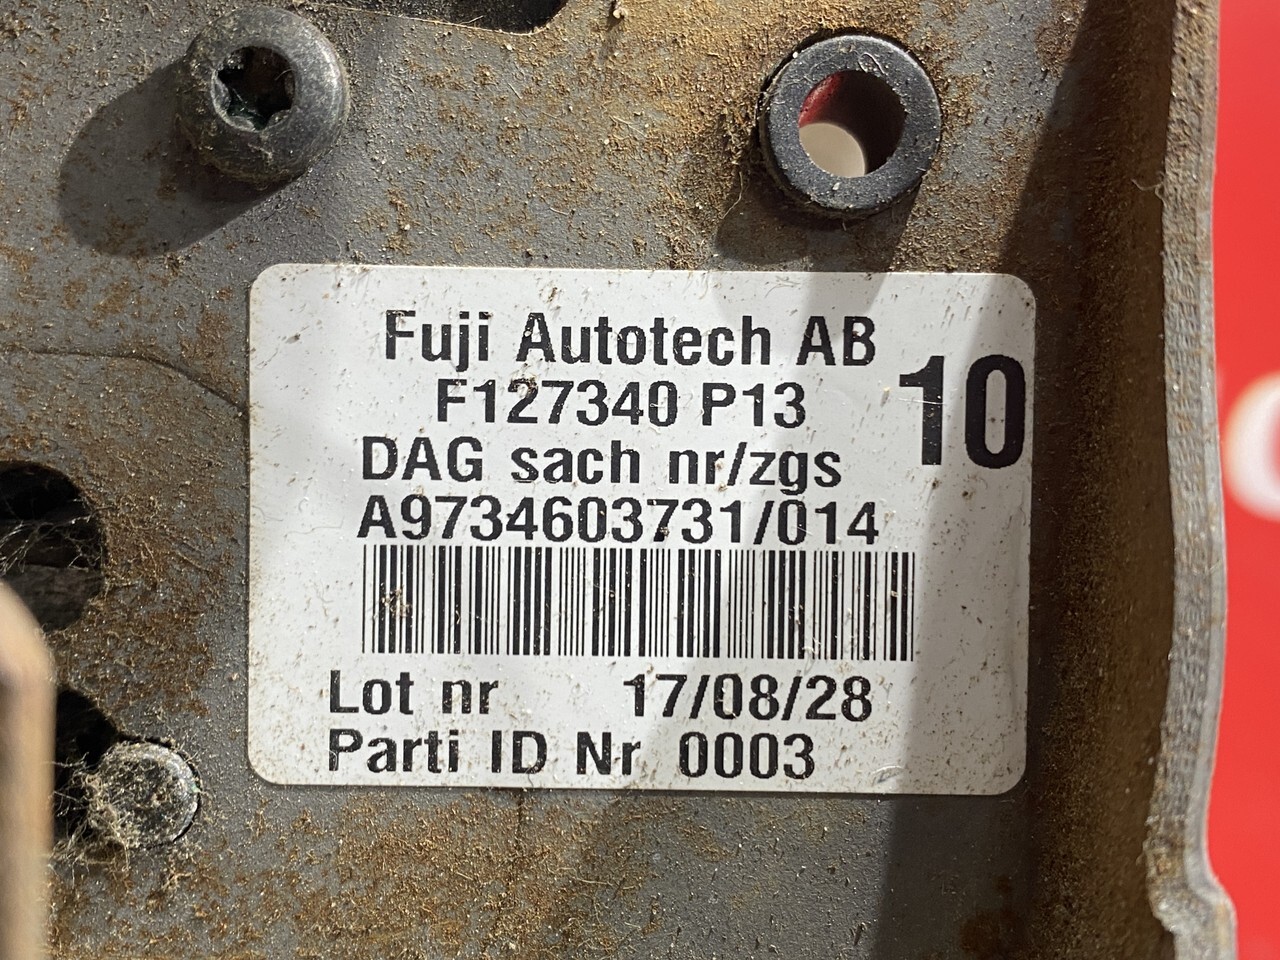 Fuji Autotech AB
F127340 P13
10
DAG sach nr/zgs
A9734603731/014
Lot nr 17/08/28
Parti ID Nr 0003